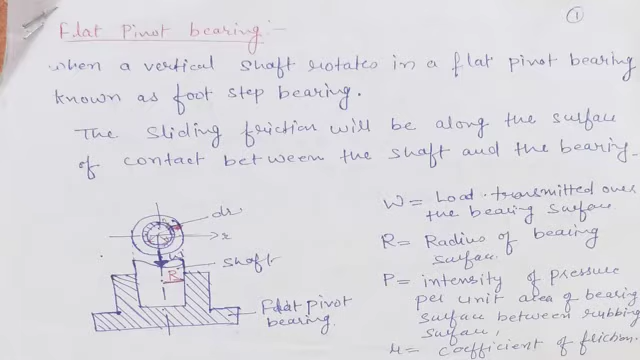 ①
Flat Pivot bearing:-
when a vertical shaft rotates in a flat pivot bearing
known as foot step bearing.
The sliding friction will be along the surface
of contact between the shaft and the bearing.
dr
r
W
shaft
R
Flat pivot
bearing
W = Load transmitted over
the bearing surface
R = Radius of bearing
surface.
P = intensity of pressure
per unit area of bearing
surface between rubbing
surface,
μ = coefficient of friction.